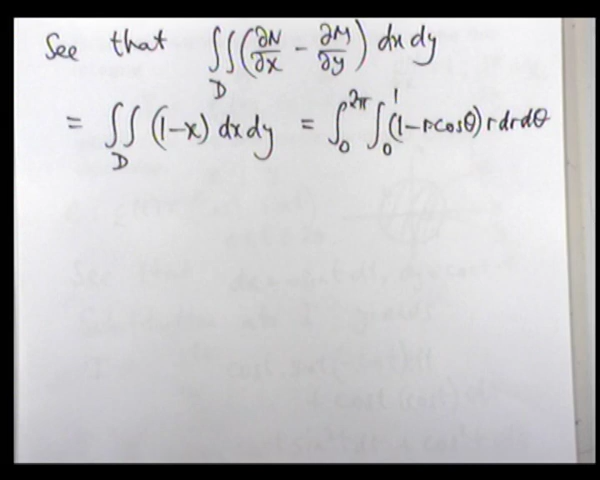 See that ∬_D (∂N/∂x − ∂M/∂y) dx dy
= ∬_D (1−x) dx dy = ∫_0^{2π} ∫_0^1 (1−r cosθ) r dr dθ